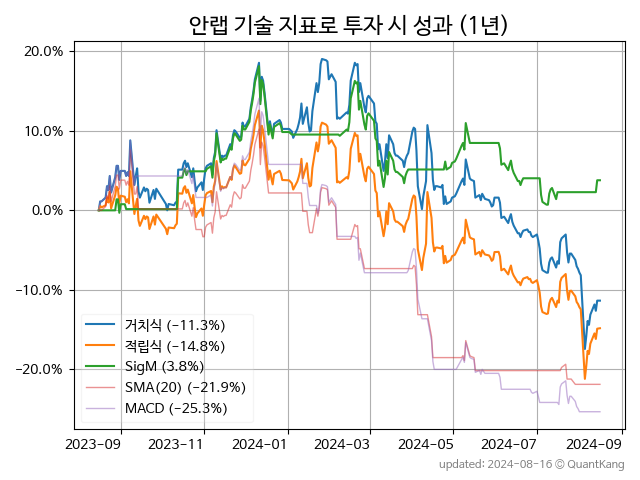 안랩 기술 지표로 투자 시 성과 (1년)
20.0%
10.0%
0.0%
−10.0%
−20.0%
거치식 (−11.3%)
적립식 (−14.8%)
SigM (3.8%)
SMA(20) (−21.9%)
MACD (−25.3%)
2023-09 2023-11 2024-01 2024-03 2024-05 2024-07 2024-09
updated: 2024-08-16 © QuantKang